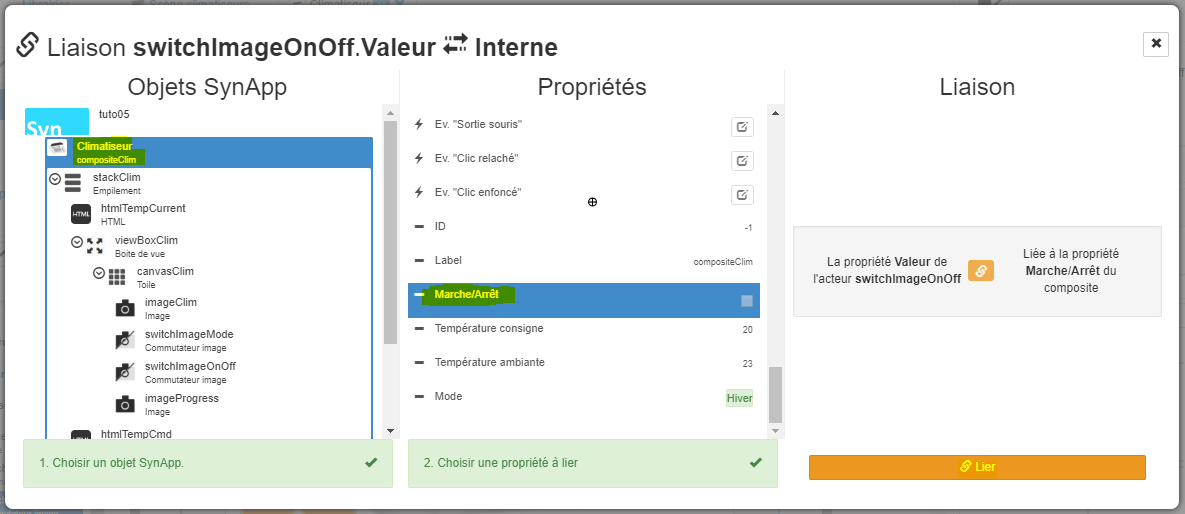 Liaison switchImageOnOff.Valeur Interne
Objets SynApp
Syn
tuto05
Climatiseur
compositeClim
stackClim
Empilement
HTML
htmlTempCurrent
HTML
viewBoxClim
Boite de vue
canvasClim
Toile
imageClim
Image
switchImageMode
Commutateur image
switchImageOnOff
Commutateur image
imageProgress
Image
htmlTempCmd
1. Choisir un objet SynApp.
Propriétés
Ev. "Sortie souris"
Ev. "Clic relaché"
Ev. "Clic enfoncé"
ID -1
Label compositeClim
Marche/Arrêt
Température consigne 20
Température ambiante 23
Mode Hiver
2. Choisir une propriété à lier
Liaison
La propriété Valeur de
l'acteur switchImageOnOff
Liée à la propriété
Marche/Arrêt du
composite
Lier